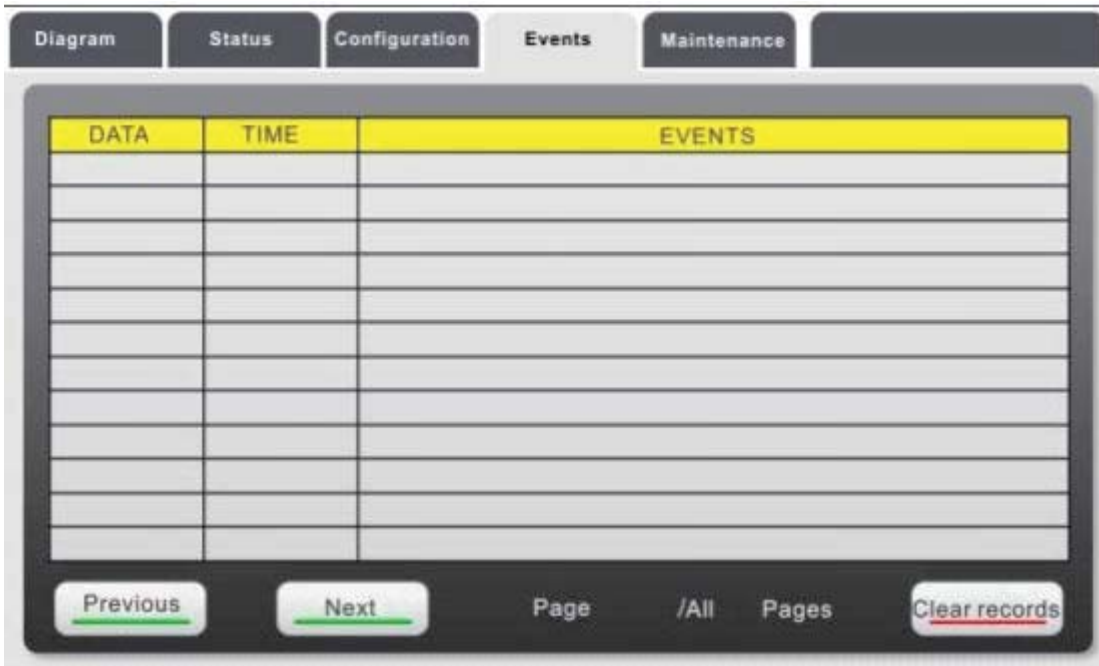 Diagram Status Configuration Events Maintenance
DATA TIME EVENTS
Previous Next Page /All Pages Clear records